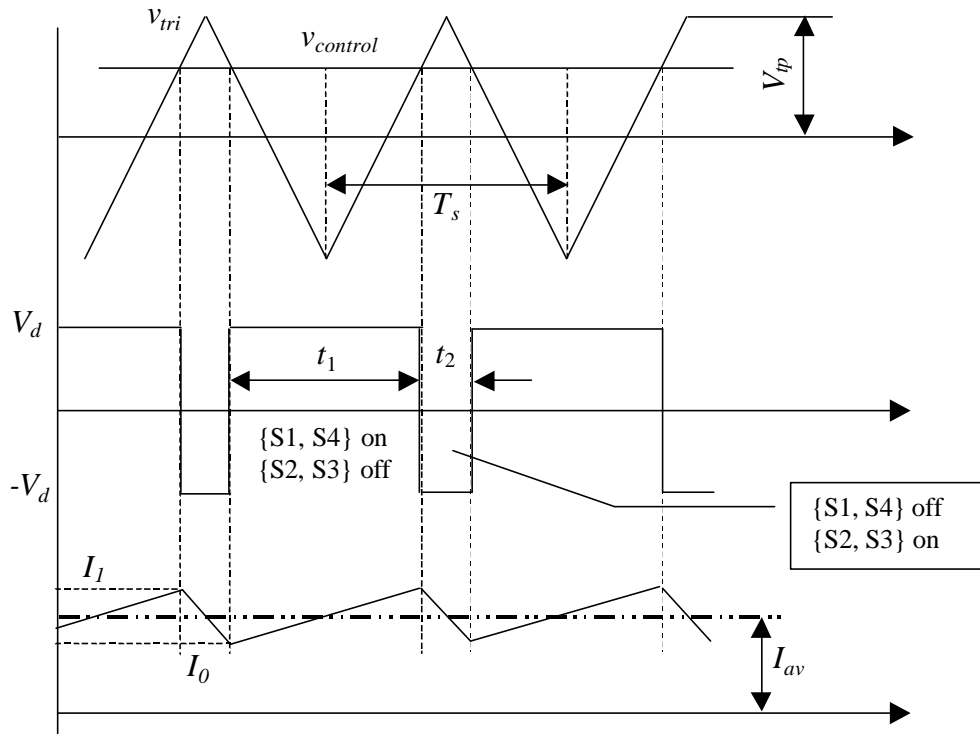 v_tri
v_control
V_tp
T_s
V_d
t_1
t_2
{S1, S4} on
{S2, S3} off
-V_d
{S1, S4} off
{S2, S3} on
I_1
I_0
I_av